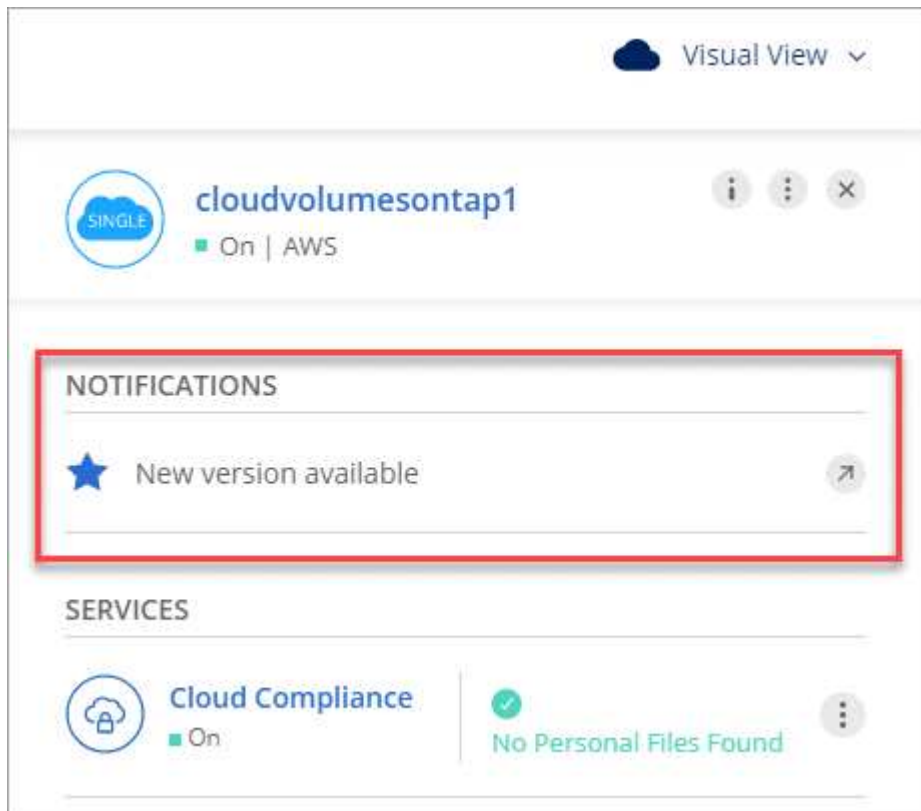 Visual View
SINGLE
cloudvolumesontap1
On | AWS
NOTIFICATIONS
New version available
SERVICES
Cloud Compliance
On
No Personal Files Found